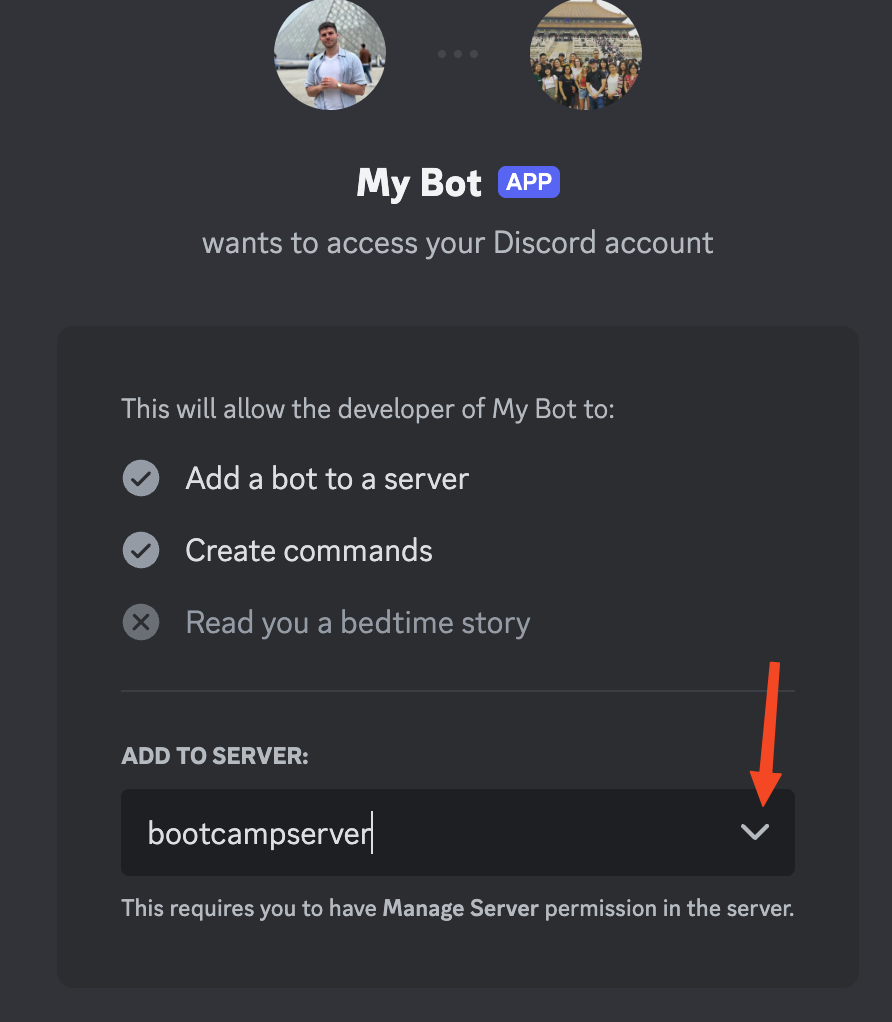 My Bot APP
wants to access your Discord account
This will allow the developer of My Bot to:
Add a bot to a server
Create commands
Read you a bedtime story
ADD TO SERVER:
bootcampserver
This requires you to have Manage Server permission in the server.